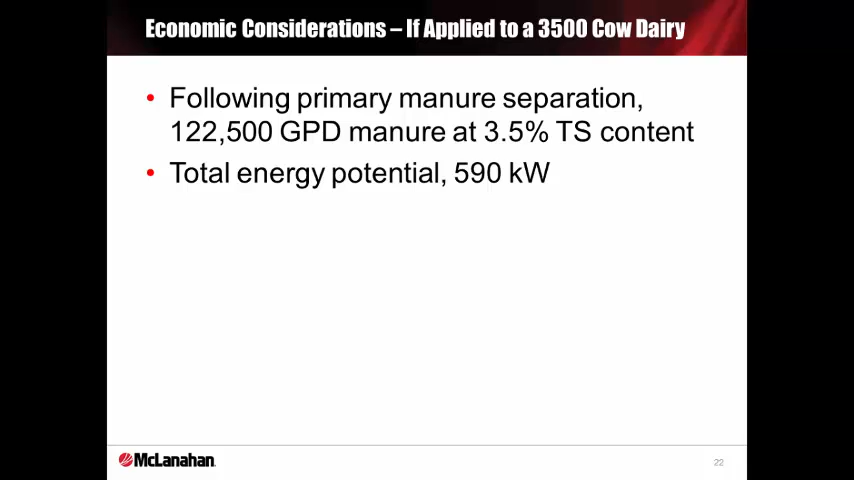 Economic Considerations – If Applied to a 3500 Cow Dairy
• Following primary manure separation,
122,500 GPD manure at 3.5% TS content
• Total energy potential, 590 kW
McLanahan
22